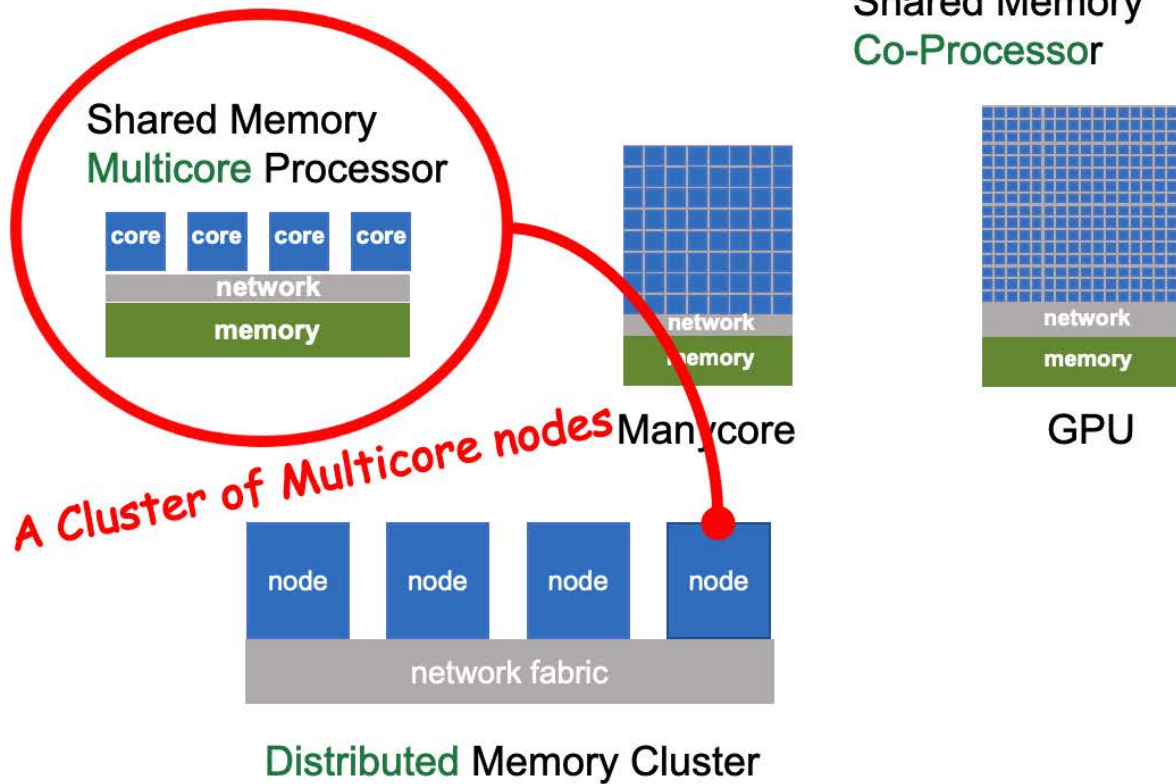 Shared Memory
Co-Processor
Shared Memory
Multicore Processor
core core core core
network
memory
network
memory
Manycore
network
memory
GPU
A Cluster of Multicore nodes
node node node node
network fabric
Distributed Memory Cluster